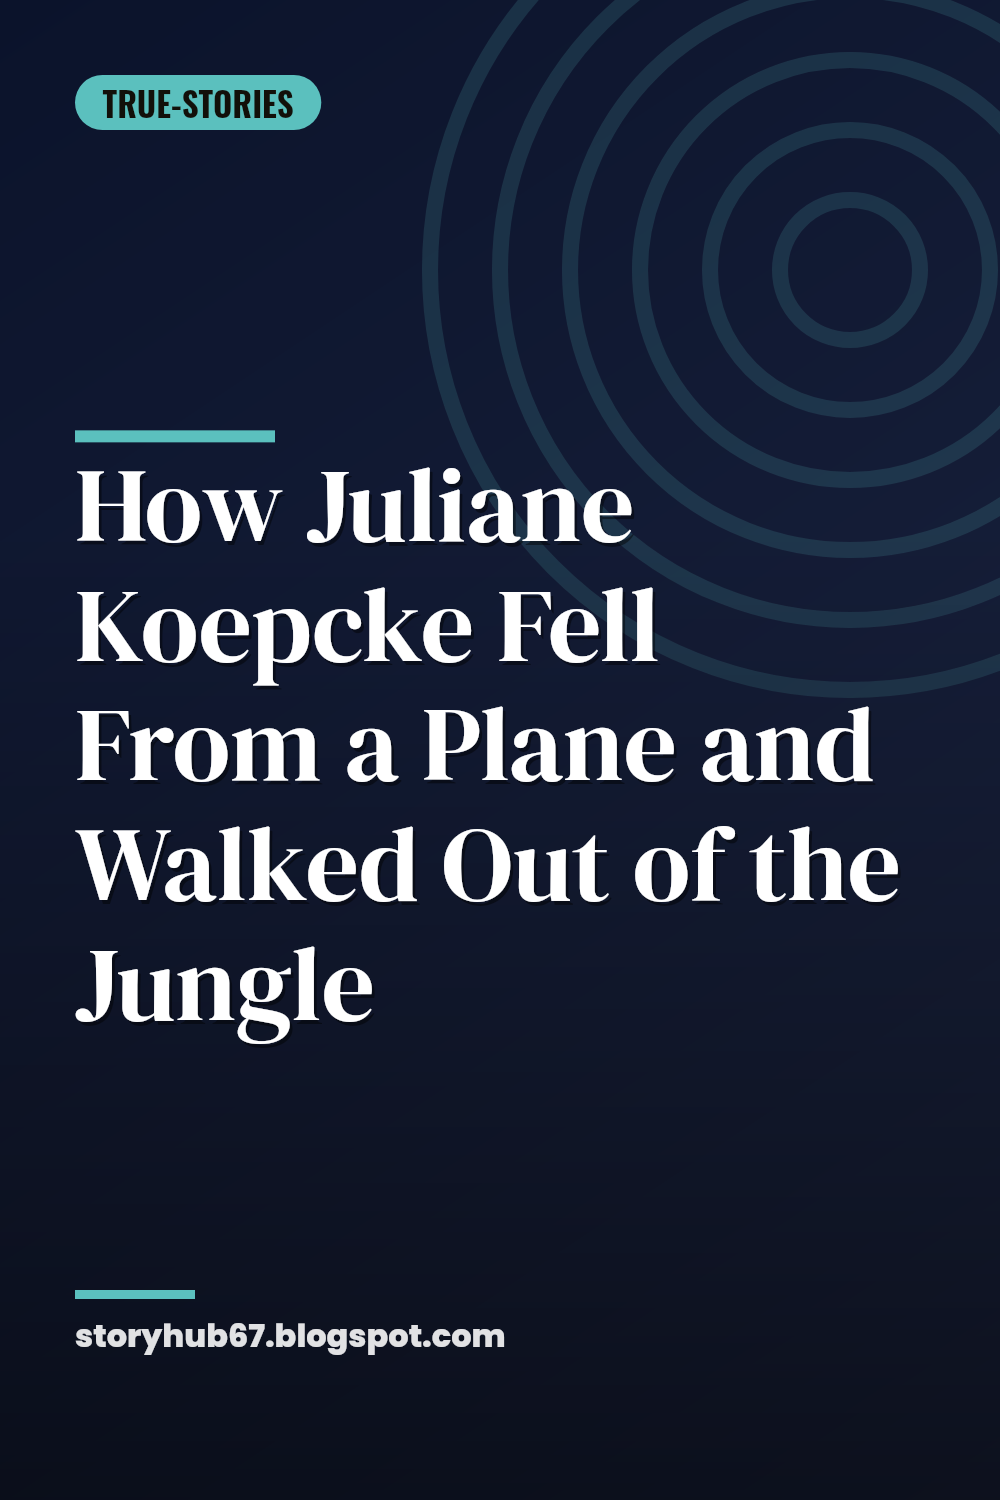 TRUE-STORIES
How Juliane
Koepcke Fell
From a Plane and
Walked Out of the
Jungle
storyhub67.blogspot.com